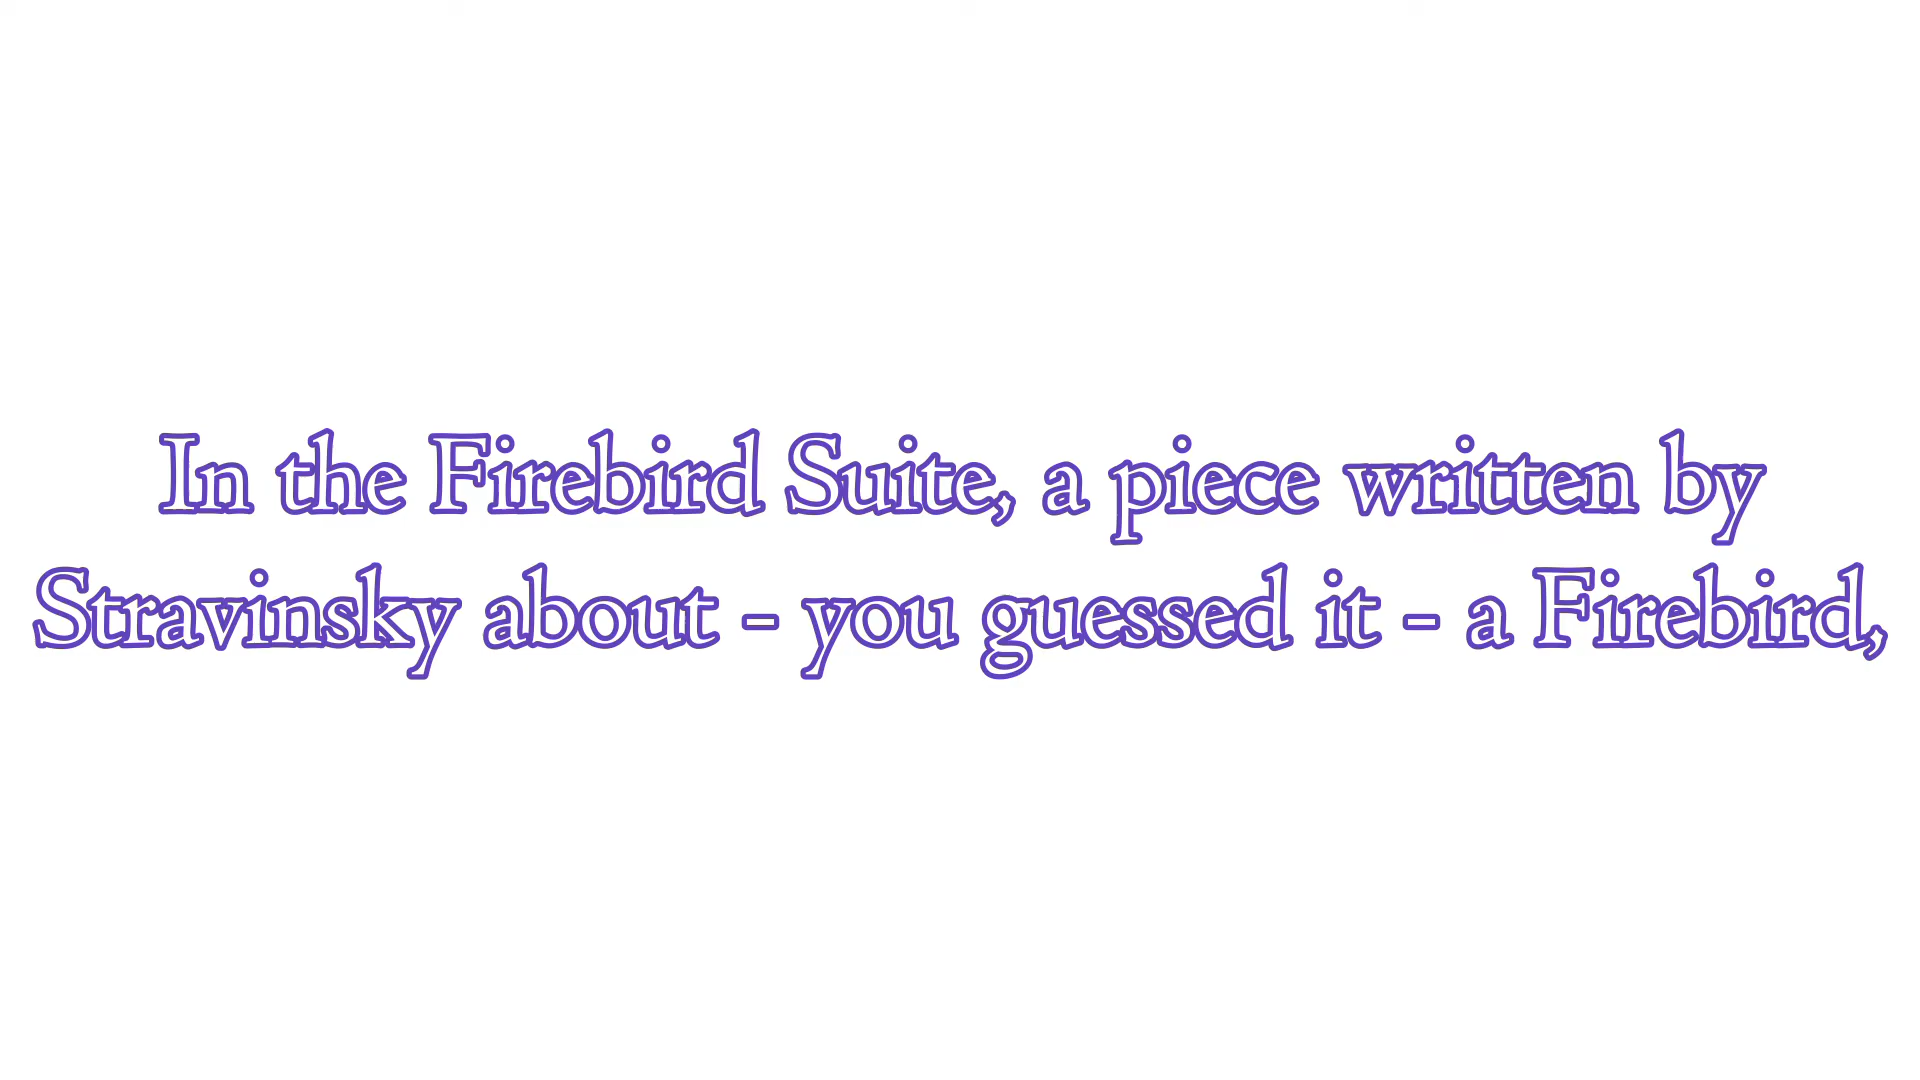 In the Firebird Suite, a piece written by
Stravinsky about - you guessed it - a Firebird,